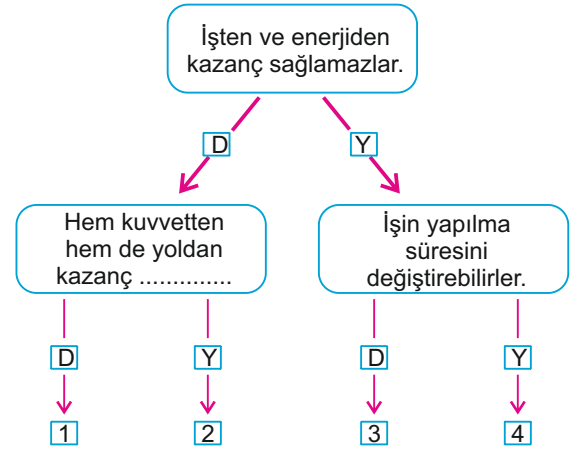 İşten ve enerjiden
kazanç sağlamazlar.
D
Y
Hem kuvvetten
hem de yoldan
kazanç ..............
İşin yapılma
süresini
değiştirebilirler.
D
Y
D
Y
1
2
3
4